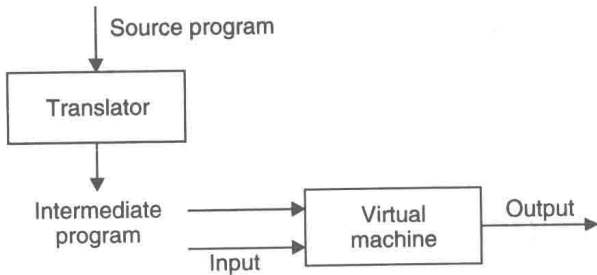 Source program
Translator
Intermediate
program
Input
Virtual
machine
Output